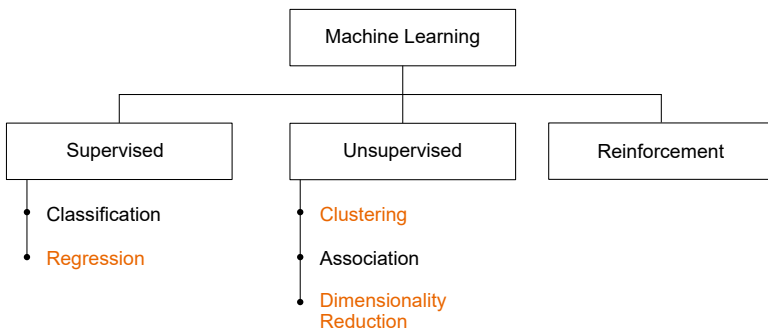 Machine Learning
Supervised
Unsupervised
Reinforcement
Classification
Regression
Clustering
Association
Dimensionality
Reduction